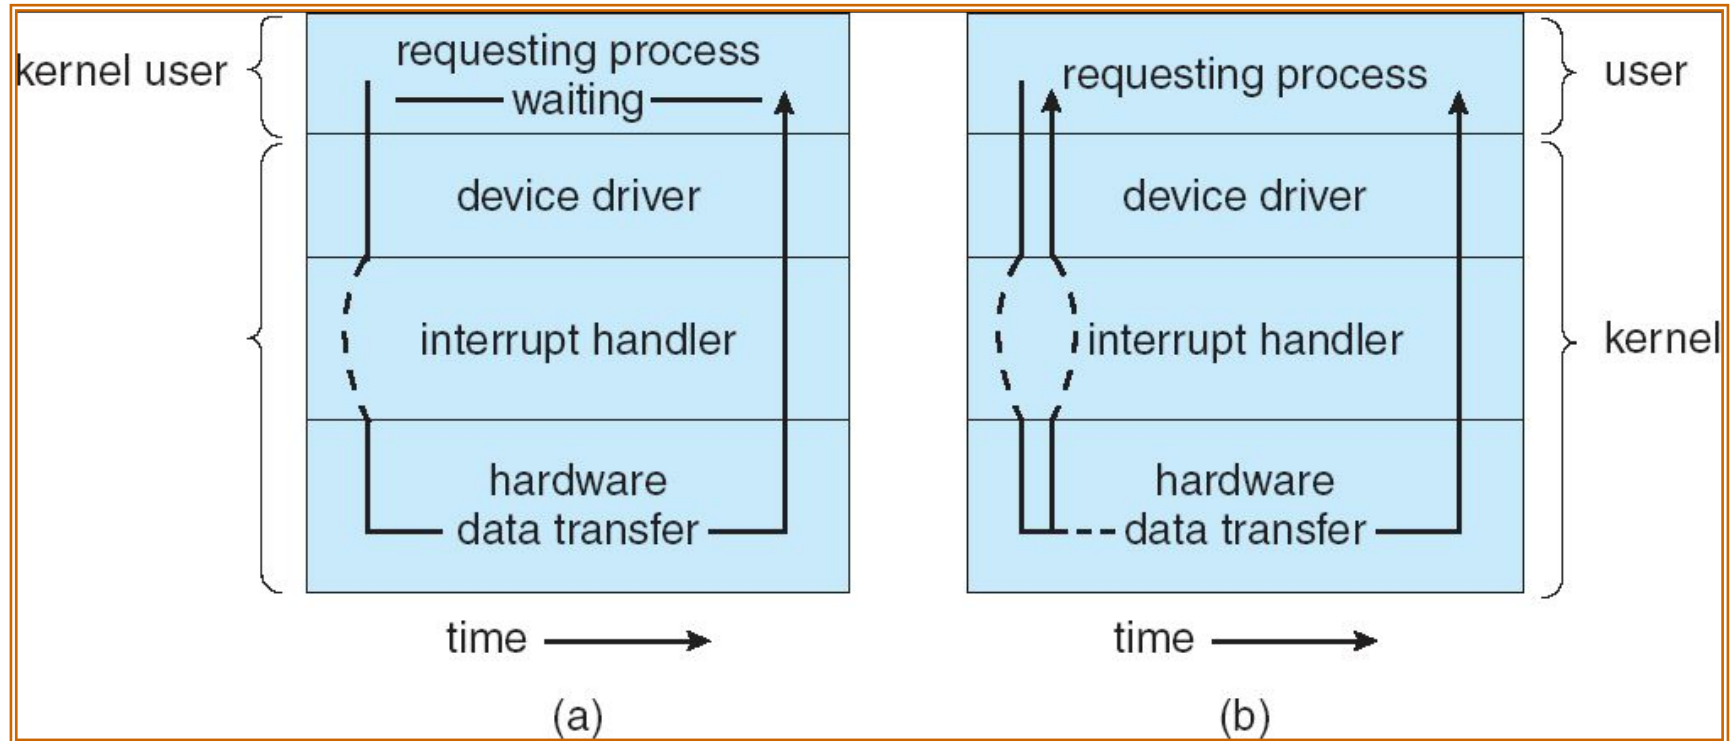 kernel user
requesting process
waiting
device driver
interrupt handler
hardware
data transfer
time
(a)
requesting process
device driver
interrupt handler
hardware
data transfer
time
(b)
user
kernel